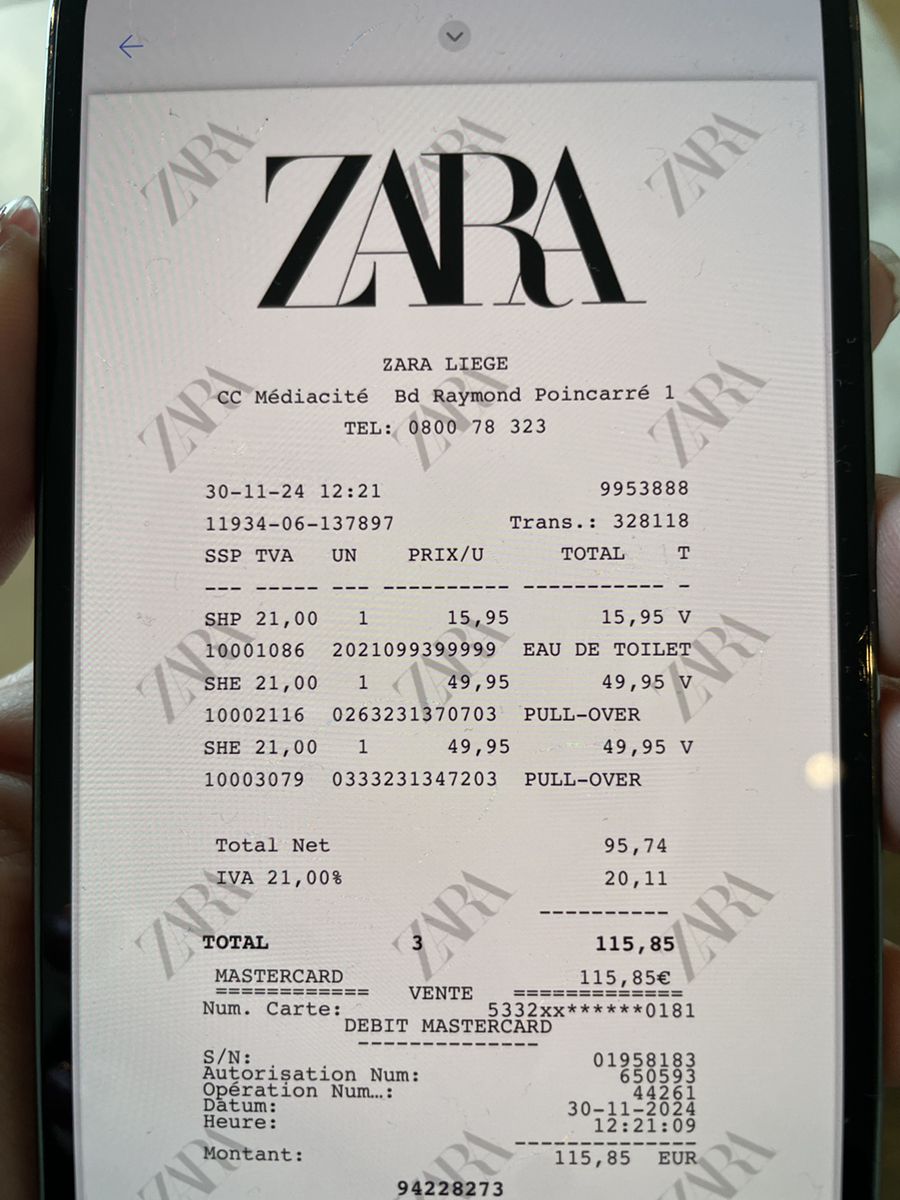 ZARA
ZARA LIEGE
CC Médiacité Bd Raymond Poincarré 1
TEL: 0800 78 323
30-11-24 12:21 9953888
11934-06-137897 Trans.: 328118
SSP TVA UN PRIX/U TOTAL T
--- ----- --- ---------- ----------- -
SHP 21,00 1 15,95 15,95 V
10001086 2021099399999 EAU DE TOILET
SHE 21,00 1 49,95 49,95 V
10002116 0263231370703 PULL-OVER
SHE 21,00 1 49,95 49,95 V
10003079 0333231347203 PULL-OVER
Total Net 95,74
IVA 21,00% 20,11
----------
TOTAL 3 115,85
MASTERCARD 115,85€
============ VENTE =============
Num. Carte: 5332xx******0181
DEBIT MASTERCARD
--------------
S/N: 01958183
Autorisation Num: 650593
Opération Num…: 44261
Datum: 30-11-2024
Heure: 12:21:09
--------------
Montant: 115,85 EUR
94228273